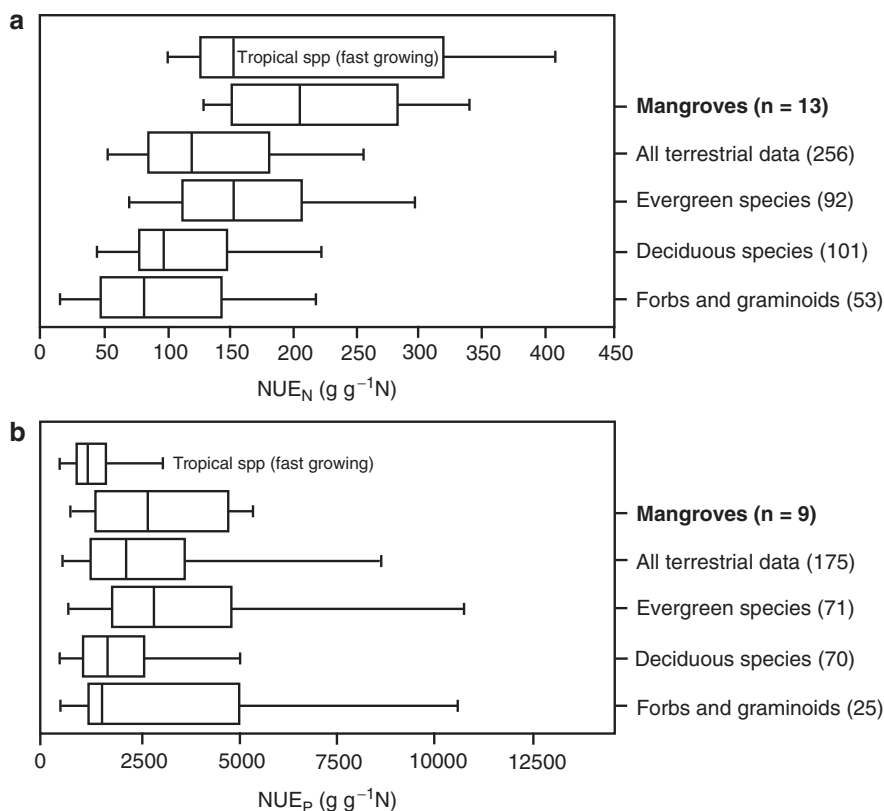 a
Tropical spp (fast growing)
Mangroves (n = 13)
All terrestrial data (256)
Evergreen species (92)
Deciduous species (101)
Forbs and graminoids (53)
0 50 100 150 200 250 300 350 400 450
NUE_N (g g⁻¹N)
b
Tropical spp (fast growing)
Mangroves (n = 9)
All terrestrial data (175)
Evergreen species (71)
Deciduous species (70)
Forbs and graminoids (25)
0 2500 5000 7500 10000 12500
NUE_P (g g⁻¹N)